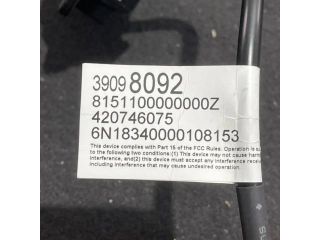 3909 8092
8151100000000Z
420746075
6N18340000108153
This device complies with Part 15 of the FCC Rules. Operation is su
to the following two conditions:(1) This device may not cause harm
interference, and(2) this device must accept any interference
including interference that may cause undesired operation.